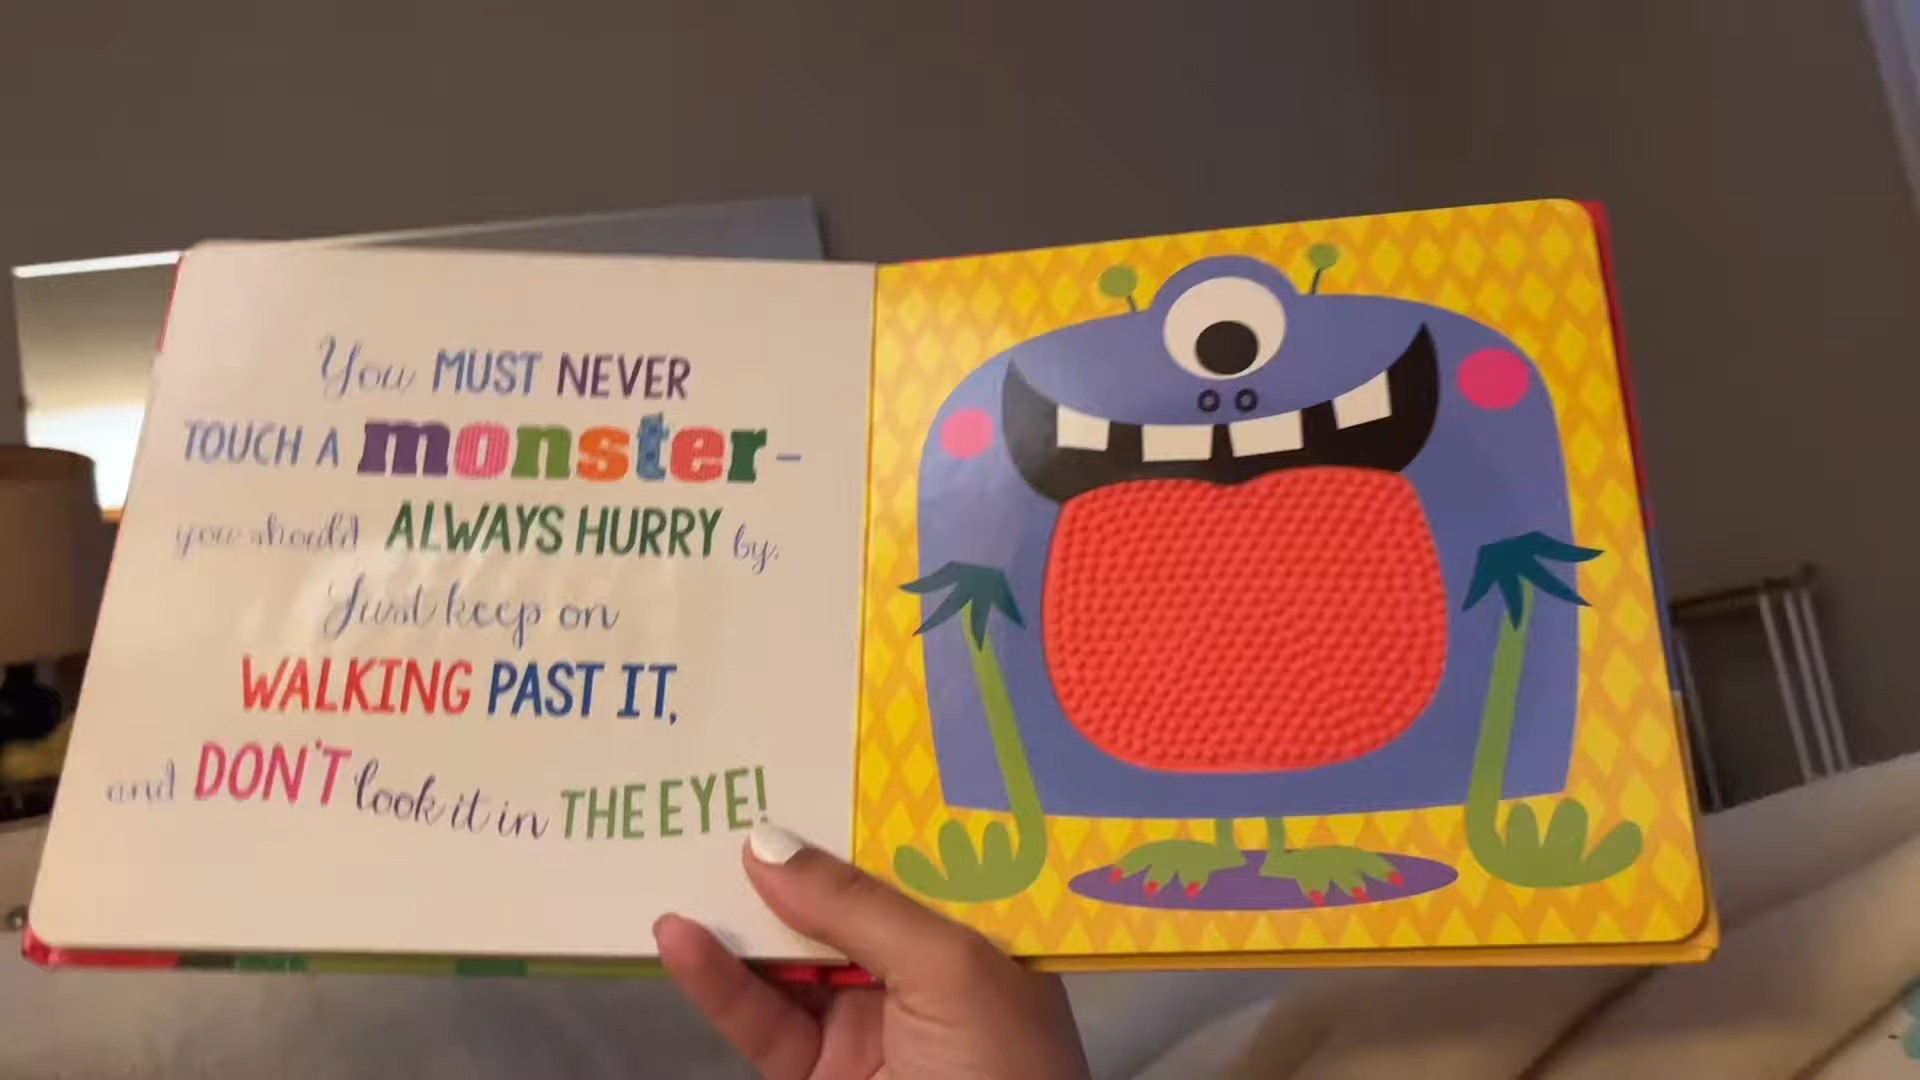 You MUST NEVER
TOUCH A monster-
you should ALWAYS HURRY by.
Just keep on
WALKING PAST IT,
and DON'T look it in THE EYE!